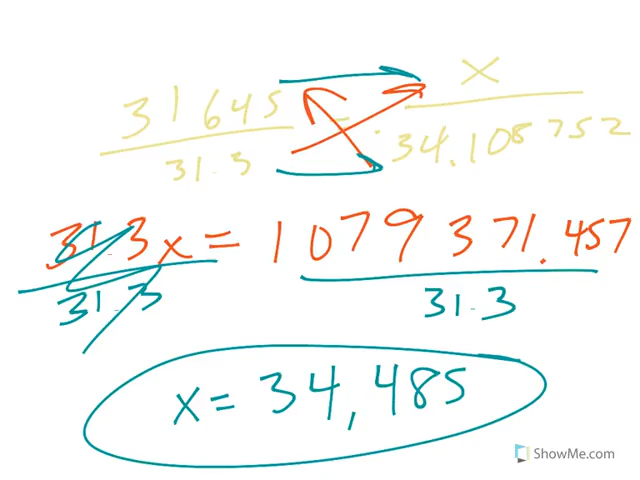 31645 / 31.3 = x / 34.108752
31.3x = 1079371.457
31.3 31.3
x = 34,485
ShowMe.com